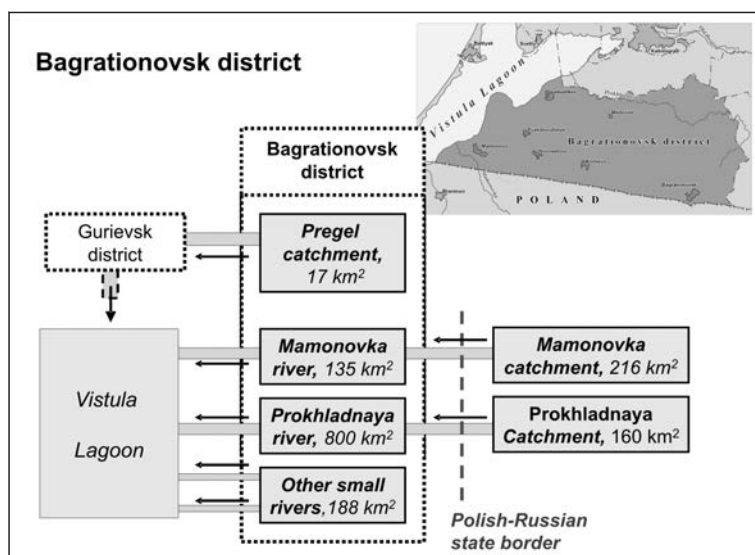 Bagrationovsk district
Vistula Lagoon
Bagrationovsk district
POLAND
Bagrationovsk
district
Gurievsk
district
Pregel
catchment,
17 km²
Mamonovka
river, 135 km²
Mamonovka
catchment, 216 km²
Vistula
Lagoon
Prokhladnaya
river, 800 km²
Prokhladnaya
Catchment, 160 km²
Other small
rivers,188 km²
Polish-Russian
state border